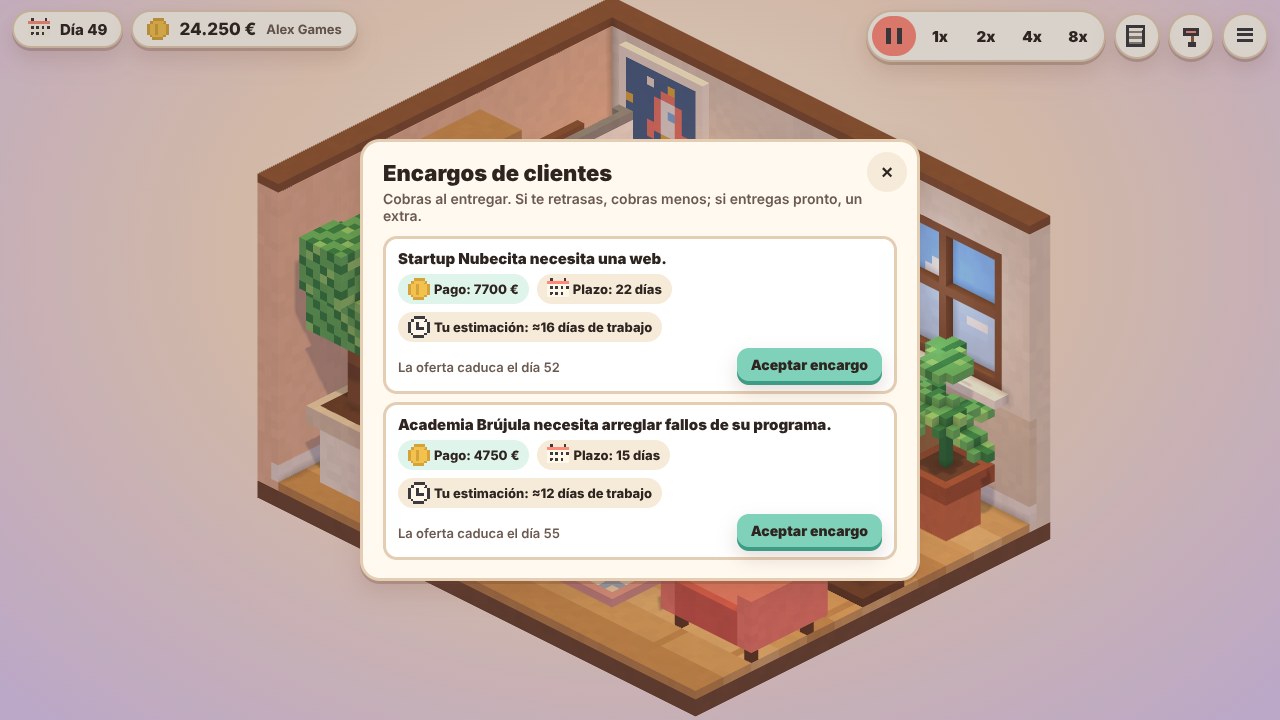 Día 49
24.250 € Alex Games
1x 2x 4x 8x
Encargos de clientes
×
Cobras al entregar. Si te retrasas, cobras menos; si entregas pronto, un
extra.
Startup Nubecita necesita una web.
Pago: 7700 € Plazo: 22 días
Tu estimación: ≈16 días de trabajo
La oferta caduca el día 52
Aceptar encargo
Academia Brújula necesita arreglar fallos de su programa.
Pago: 4750 € Plazo: 15 días
Tu estimación: ≈12 días de trabajo
La oferta caduca el día 55
Aceptar encargo